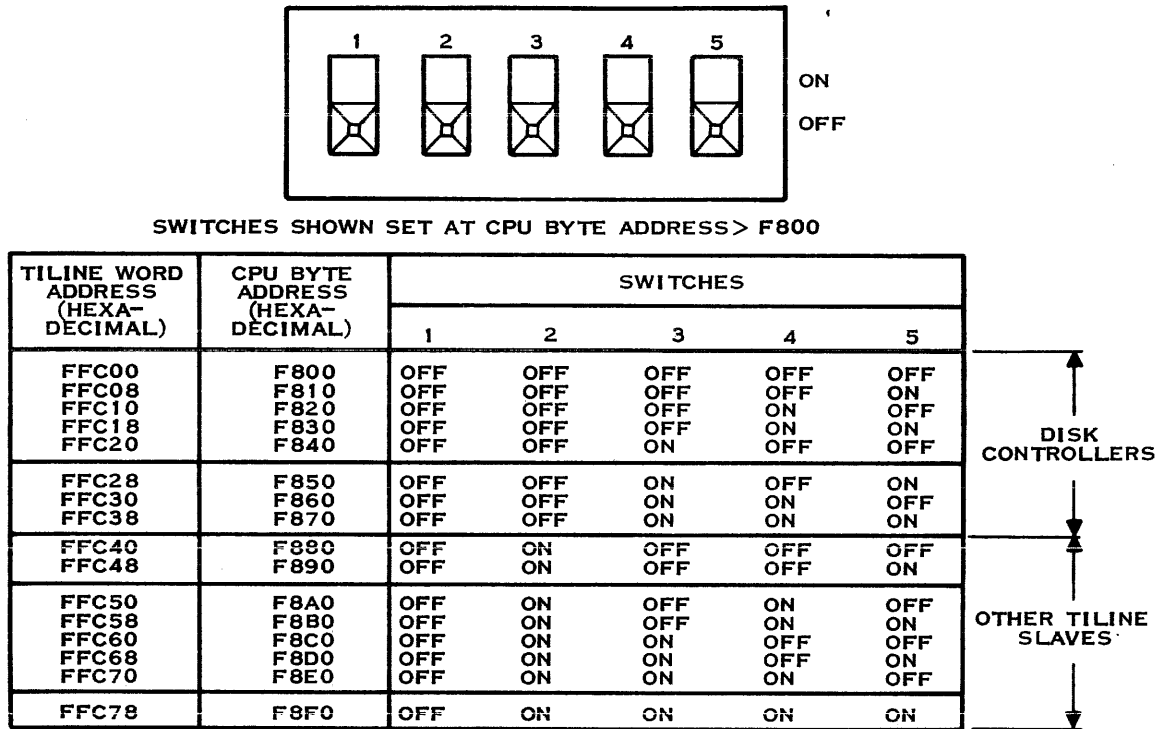 1 2 3 4 5
ON
OFF
SWITCHES SHOWN SET AT CPU BYTE ADDRESS> F800
TILINE WORD ADDRESS (HEXA- DECIMAL) CPU BYTE ADDRESS (HEXA- DECIMAL) SWITCHES
1 2 3 4 5
FFC00 F800 OFF OFF OFF OFF OFF
FFC08 F810 OFF OFF OFF OFF ON
FFC10 F820 OFF OFF OFF ON OFF
FFC18 F830 OFF OFF OFF ON ON
FFC20 F840 OFF OFF ON OFF OFF
DISK
CONTROLLERS
FFC28 F850 OFF OFF ON OFF ON
FFC30 F860 OFF OFF ON ON OFF
FFC38 F870 OFF OFF ON ON ON
FFC40 F880 OFF ON OFF OFF OFF
FFC48 F890 OFF ON OFF OFF ON
FFC50 F8A0 OFF ON OFF ON OFF
FFC58 F8B0 OFF ON OFF ON ON
FFC60 F8C0 OFF ON ON OFF OFF
FFC68 F8D0 OFF ON ON OFF ON
FFC70 F8E0 OFF ON ON ON OFF
OTHER TILINE
SLAVES
FFC78 F8F0 OFF ON ON ON ON